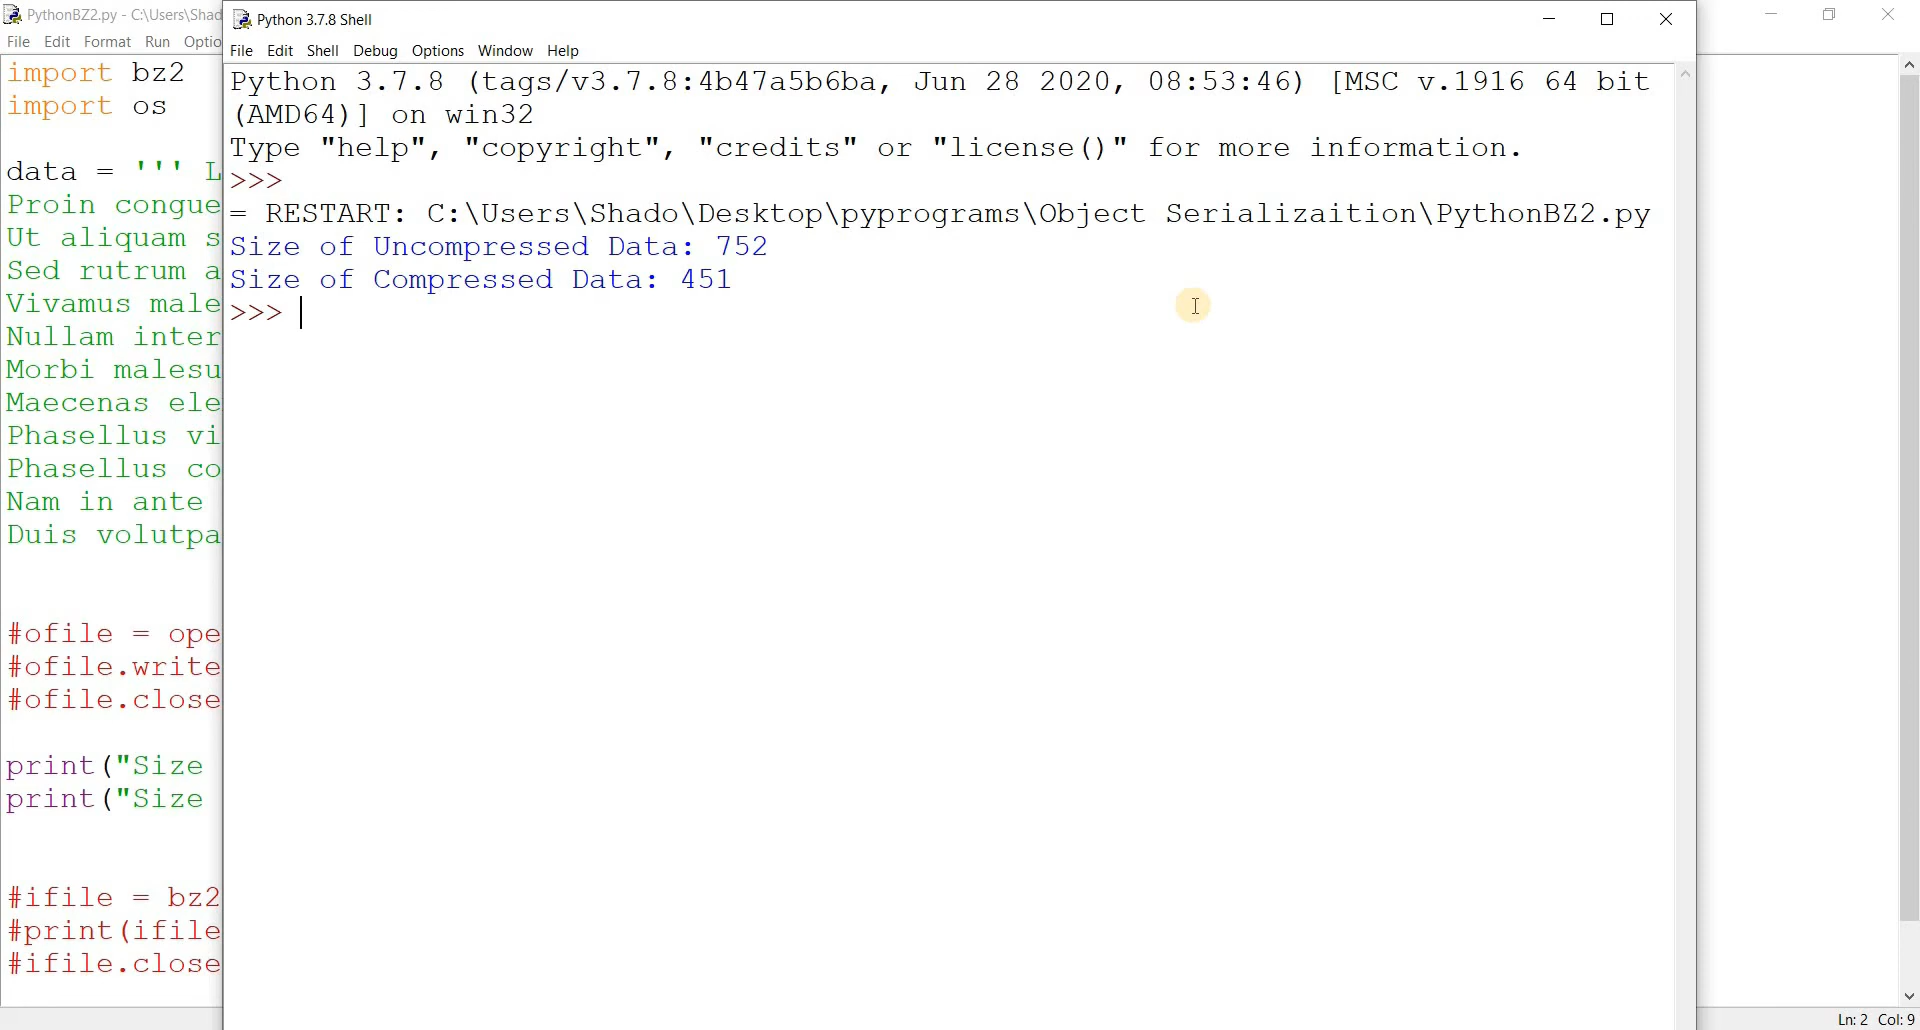 PythonBZ2.py - C:\Users\Shad
File Edit Format Run Optio
import bz2
import os
data = ''' L
Proin congue
Ut aliquam s
Sed rutrum a
Vivamus male
Nullam inter
Morbi malesu
Maecenas ele
Phasellus vi
Phasellus co
Nam in ante
Duis volutpa
#ofile = ope
#ofile.write
#ofile.close
print("Size
print("Size
#ifile = bz2
#print(ifile
#ifile.close
Python 3.7.8 Shell
File Edit Shell Debug Options Window Help
Python 3.7.8 (tags/v3.7.8:4b47a5b6ba, Jun 28 2020, 08:53:46) [MSC v.1916 64 bit
(AMD64)] on win32
Type "help", "copyright", "credits" or "license()" for more information.
>>>
= RESTART: C:\Users\Shado\Desktop\pyprograms\Object Serializaition\PythonBZ2.py
Size of Uncompressed Data: 752
Size of Compressed Data: 451
>>>
Ln: 2 Col: 9